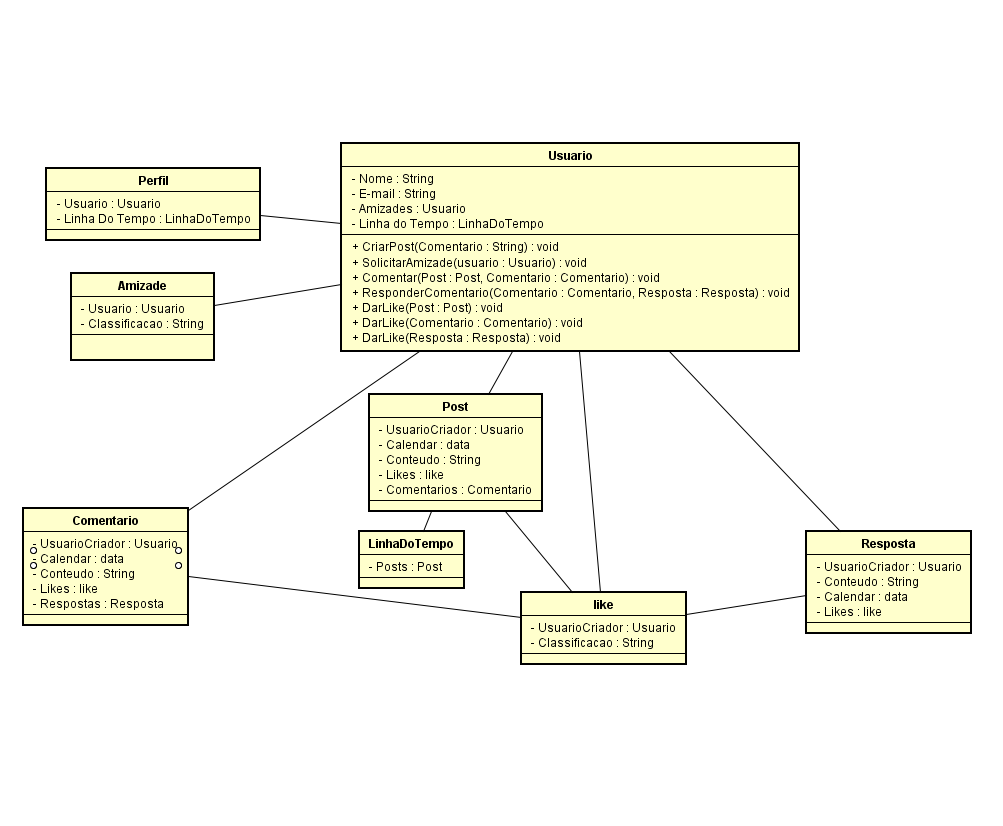 Usuario
- Nome : String
- E-mail : String
- Amizades : Usuario
- Linha do Tempo : LinhaDoTempo
+ CriarPost(Comentario : String) : void
+ SolicitarAmizade(usuario : Usuario) : void
+ Comentar(Post : Post, Comentario : Comentario) : void
+ ResponderComentario(Comentario : Comentario, Resposta : Resposta) : void
+ DarLike(Post : Post) : void
+ DarLike(Comentario : Comentario) : void
+ DarLike(Resposta : Resposta) : void
Perfil
- Usuario : Usuario
- Linha Do Tempo : LinhaDoTempo
Amizade
- Usuario : Usuario
- Classificacao : String
Post
- UsuarioCriador : Usuario
- Calendar : data
- Conteudo : String
- Likes : like
- Comentarios : Comentario
Comentario
- UsuarioCriador : Usuario
- Calendar : data
- Conteudo : String
- Likes : like
- Respostas : Resposta
LinhaDoTempo
- Posts : Post
like
- UsuarioCriador : Usuario
- Classificacao : String
Resposta
- UsuarioCriador : Usuario
- Conteudo : String
- Calendar : data
- Likes : like